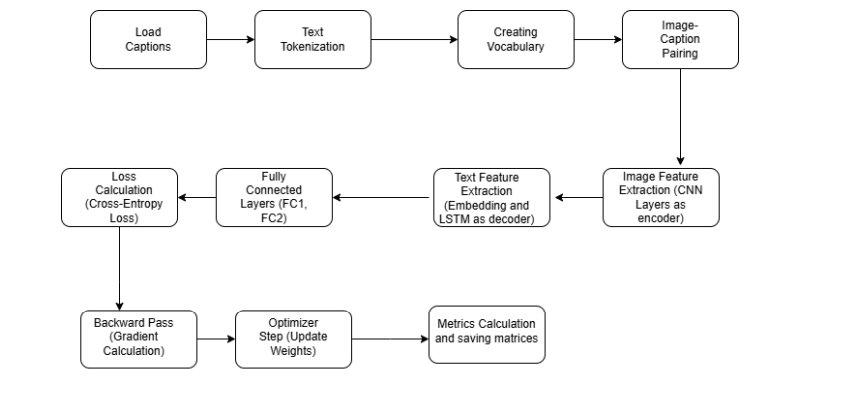 Load
Captions
Text
Tokenization
Creating
Vocabulary
Image-
Caption
Pairing
Loss
Calculation
(Cross-Entropy
Loss)
Fully
Connected
Layers (FC1,
FC2)
Text Feature
Extraction
(Embedding and
LSTM as decoder)
Image Feature
Extraction (CNN
Layers as
encoder)
Backward Pass
(Gradient
Calculation)
Optimizer
Step (Update
Weights)
Metrics Calculation
and saving matrices